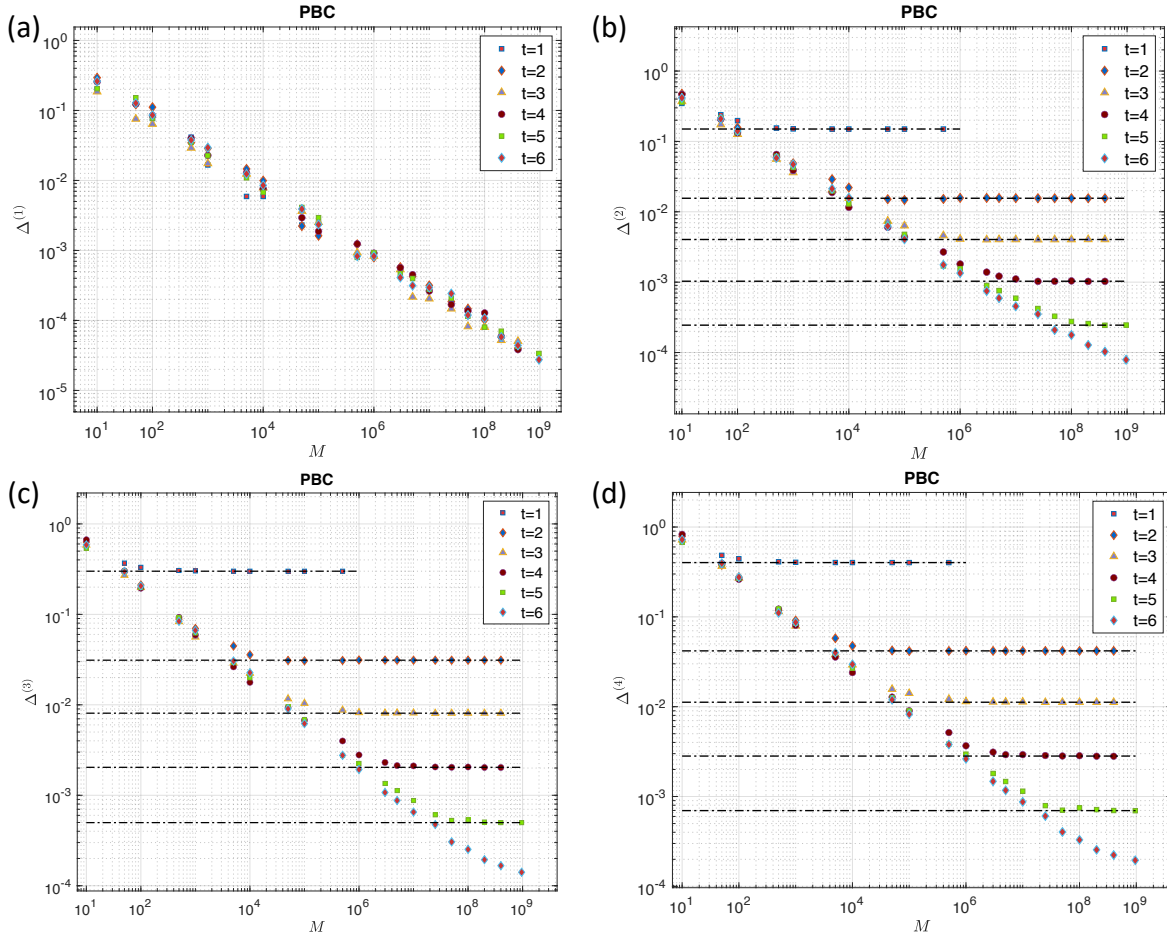 (a)
PBC
10^0
10^-1
10^-2
10^-3
10^-4
10^-5
Δ^(1)
t=1
t=2
t=3
t=4
t=5
t=6
10^1 10^2 10^4 10^6 10^8 10^9
M
(b)
PBC
10^0
10^-1
10^-2
10^-3
10^-4
Δ^(2)
t=1
t=2
t=3
t=4
t=5
t=6
10^1 10^2 10^4 10^6 10^8 10^9
M
(c)
PBC
10^0
10^-1
10^-2
10^-3
10^-4
Δ^(3)
t=1
t=2
t=3
t=4
t=5
t=6
10^1 10^2 10^4 10^6 10^8 10^9
M
(d)
PBC
10^0
10^-1
10^-2
10^-3
10^-4
Δ^(4)
t=1
t=2
t=3
t=4
t=5
t=6
10^1 10^2 10^4 10^6 10^8 10^9
M